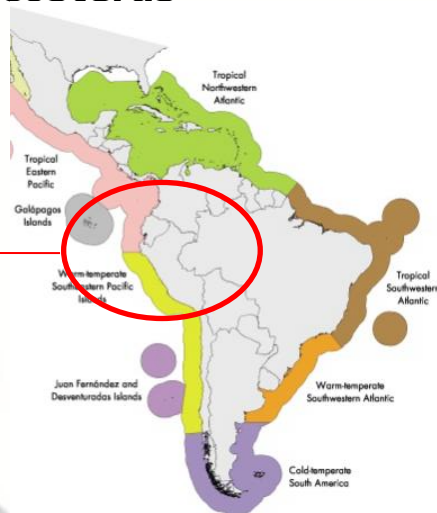 Tropical
Northwestern
Atlantic
Tropical
Eastern
Pacific
Galápagos
Islands
Warm-temperate
Southeastern Pacific
Islands
Tropical
Southwestern
Atlantic
Juan Fernández and
Desventuradas Islands
Warm-temperate
Southwestern Atlantic
Cold-temperate
South America